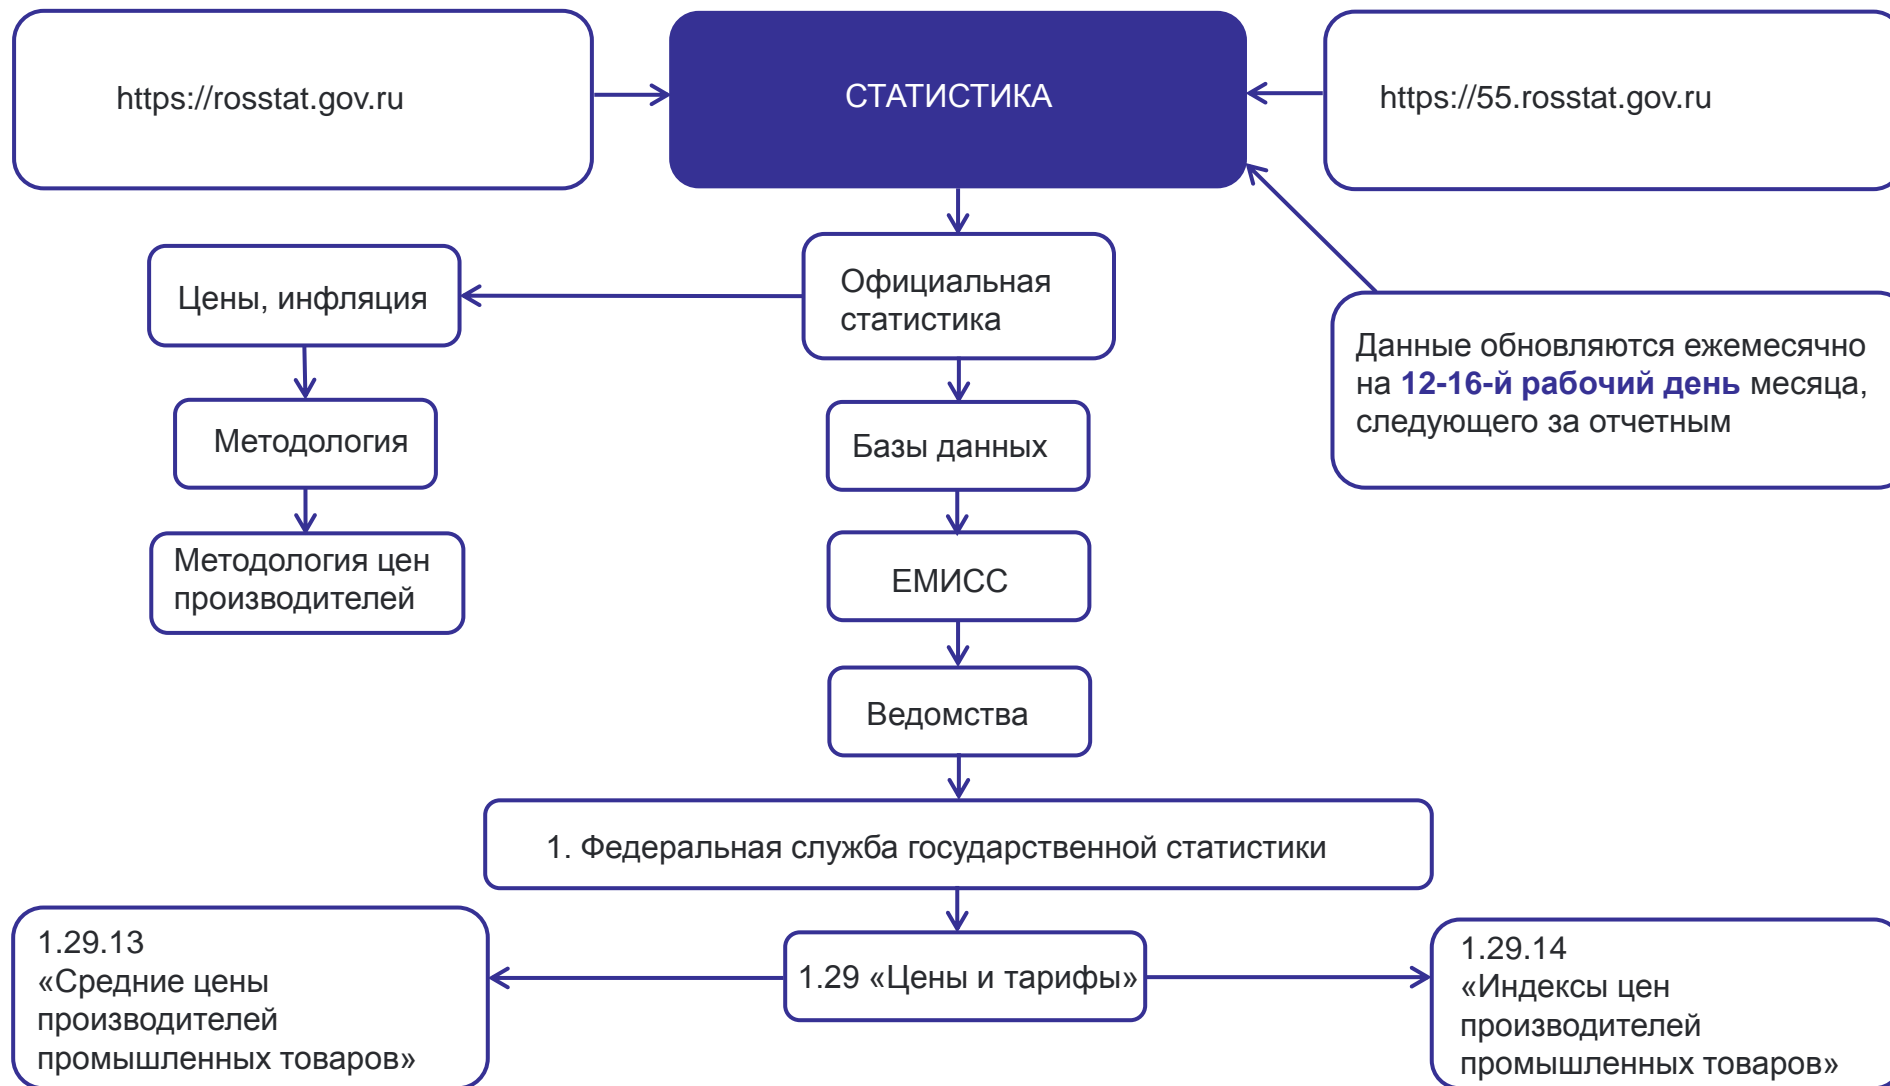 https://rosstat.gov.ru
СТАТИСТИКА
https://55.rosstat.gov.ru
Официальная
статистика
Цены, инфляция
Данные обновляются ежемесячно
на 12-16-й рабочий день месяца,
следующего за отчетным
Методология
Базы данных
Методология цен
производителей
ЕМИСС
Ведомства
1. Федеральная служба государственной статистики
1.29.13
«Средние цены
производителей
промышленных товаров»
1.29 «Цены и тарифы»
1.29.14
«Индексы цен
производителей
промышленных товаров»